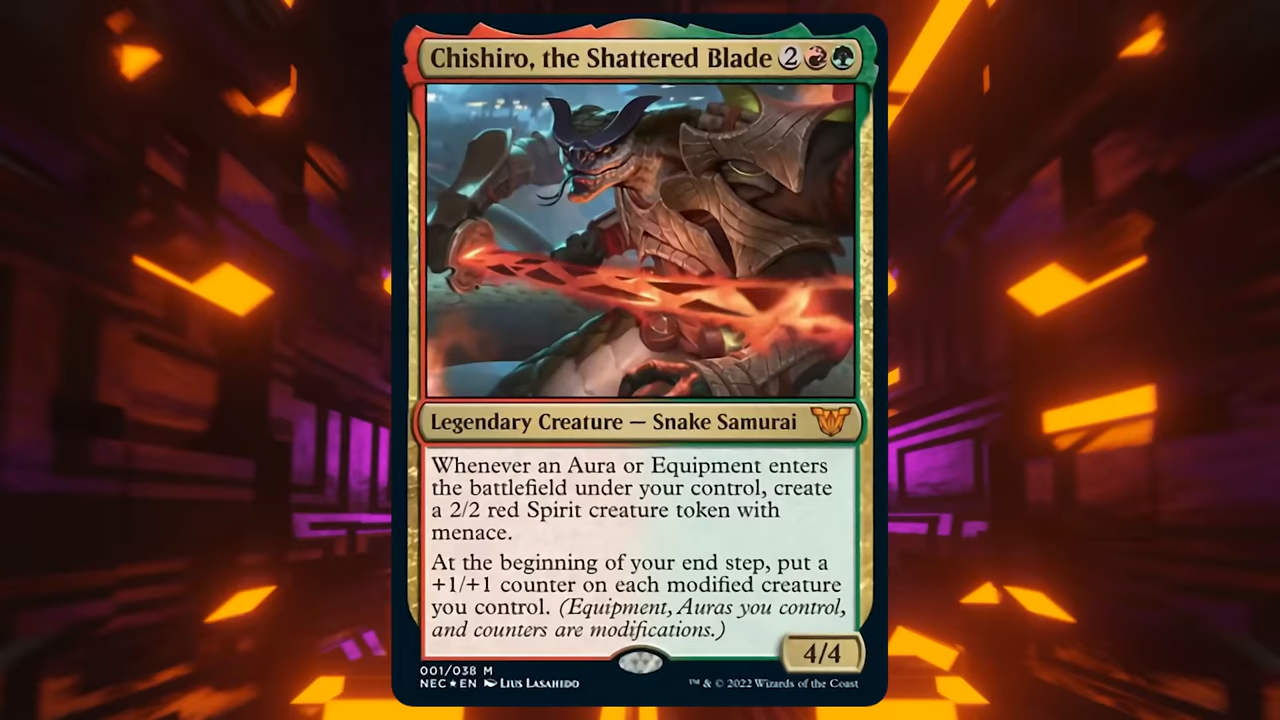 Chishiro, the Shattered Blade 2
Legendary Creature — Snake Samurai
Whenever an Aura or Equipment enters
the battlefield under your control, create
a 2/2 red Spirit creature token with
menace.
At the beginning of your end step, put a
+1/+1 counter on each modified creature
you control. (Equipment, Auras you control,
and counters are modifications.)
4/4
001/038 M
NEC★EN Lius Lasahido
™ & © 2022 Wizards of the Coast